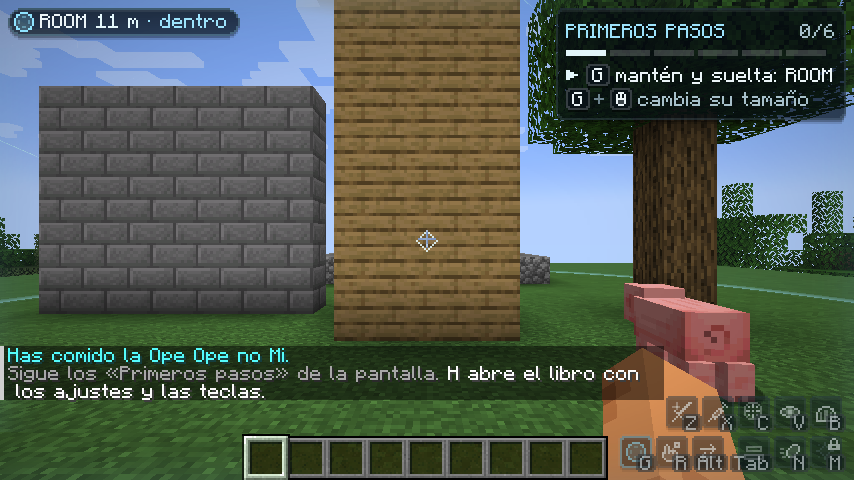 ROOM 11 m · dentro
PRIMEROS PASOS 0/6
G mantén y suelta: ROOM
G + cambia su tamaño
Has comido la Ope Ope no Mi.
Sigue los «Primeros pasos» de la pantalla. H abre el libro con
los ajustes y las teclas.
Z X C V B
G R Alt Tab N M